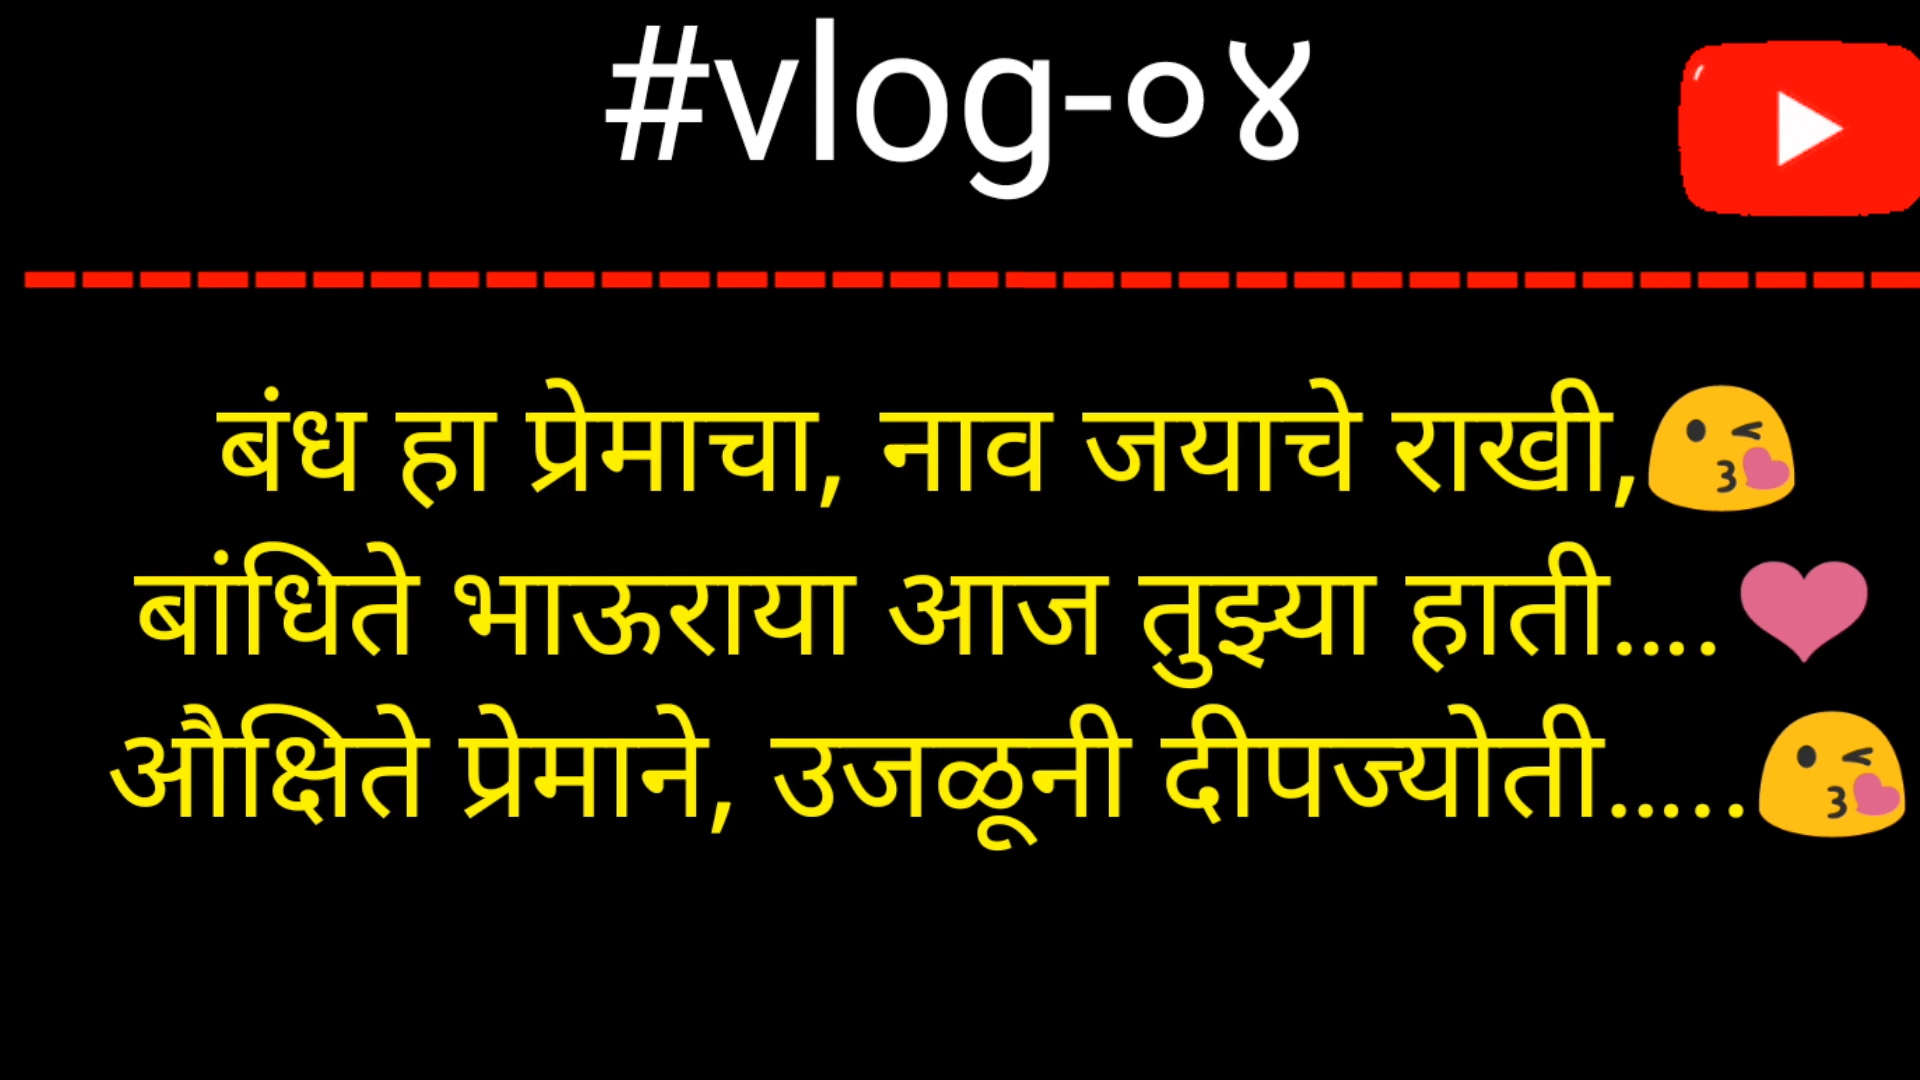 #vlog-०४
बंध हा प्रेमाचा, नाव जयाचे राखी,😘
बांधिते भाऊराया आज तुझ्या हाती....❤
औक्षिते प्रेमाने, उजळूनी दीपज्योती.....😘